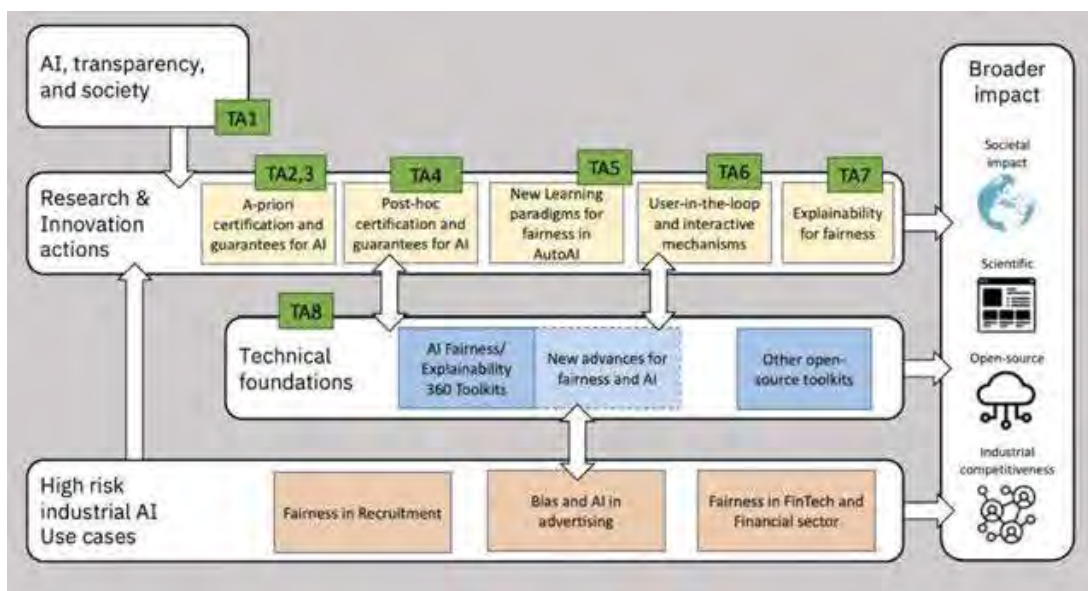 AI, transparency,
and society
TA1
Research &
Innovation
actions
TA2,3
A-priori
certification and
guarantees for AI
TA4
Post-hoc
certification and
guarantees for AI
TA5
New Learning
paradigms for
fairness in
AutoAI
TA6
User-in-the-loop
and interactive
mechanisms
TA7
Explainability
for fairness
TA8
Technical
foundations
AI Fairness/
Explainability
360 Toolkits
New advances for
fairness and AI
Other open-
source toolkits
High risk
industrial AI
Use cases
Fairness in Recruitment
Bias and AI in
advertising
Fairness in FinTech and
Financial sector
Broader
impact
Societal
impact
Scientific
Open-source
Industrial
competitiveness